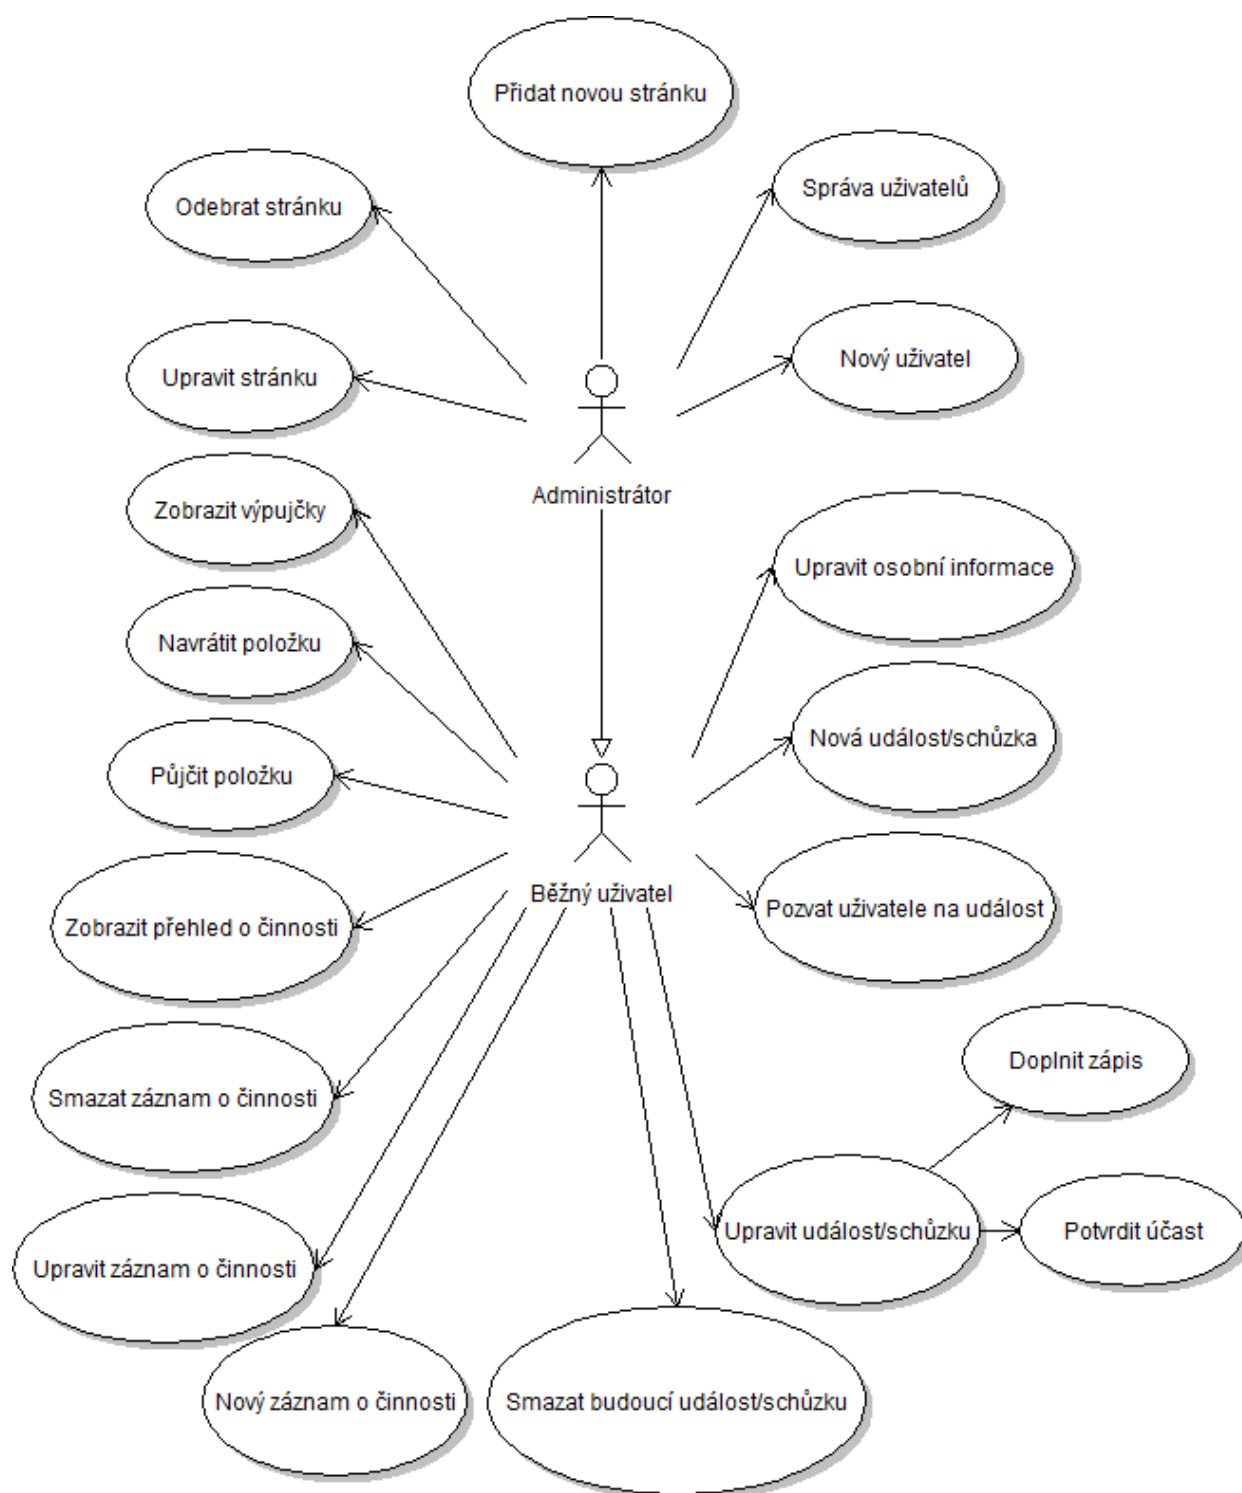 Přidat novou stránku
Správa uživatelů
Odebrat stránku
Nový uživatel
Upravit stránku
Administrátor
Zobrazit výpujčky
Upravit osobní informace
Navrátit položku
Nová událost/schůzka
Půjčit položku
Běžný uživatel
Pozvat uživatele na událost
Zobrazit přehled o činnosti
Doplnit zápis
Smazat záznam o činnosti
Upravit událost/schůzku
Potvrdit účast
Upravit záznam o činnosti
Nový záznam o činnosti
Smazat budoucí událost/schůzku